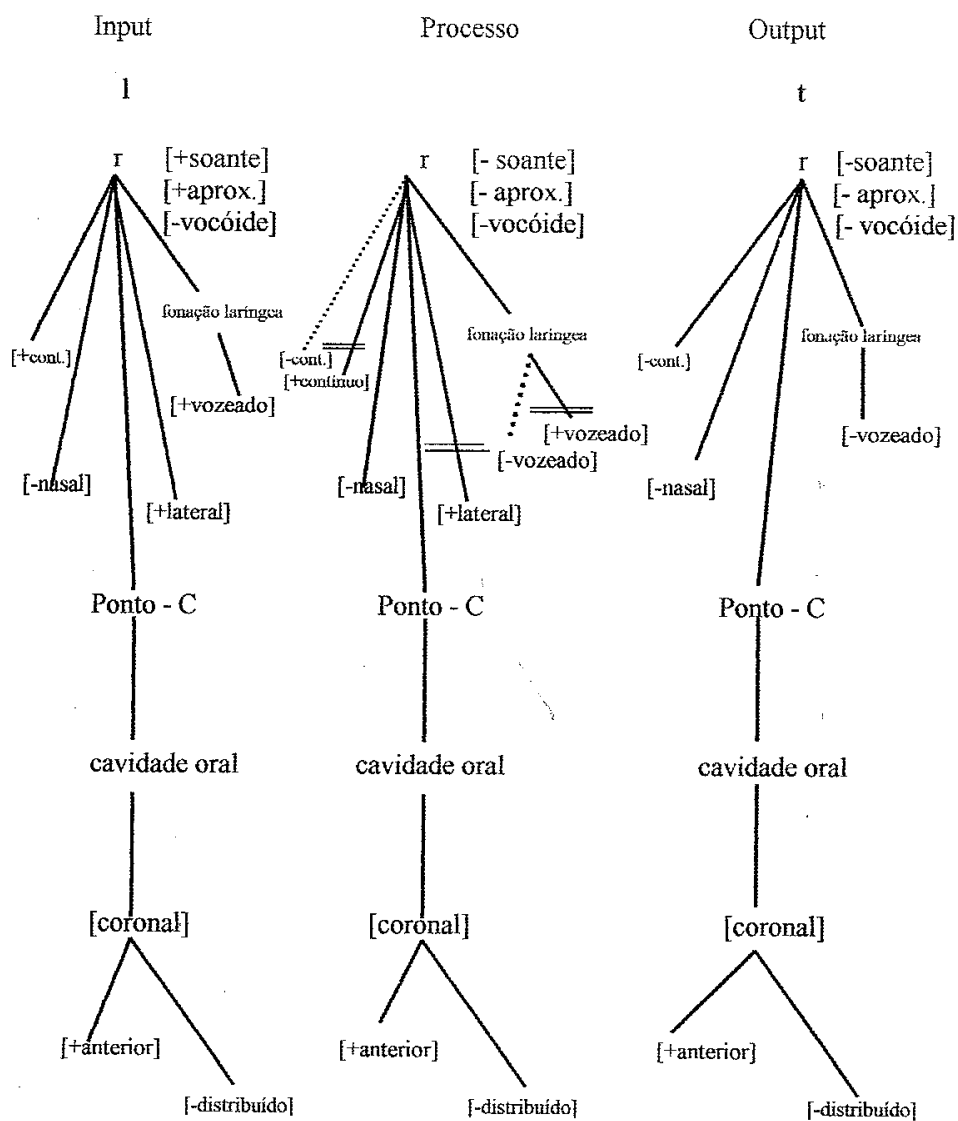 Input
l
r [+soante]
[+aprox.]
[-vocóide]
fonação laríngea
[+cont.]
[+vozeado]
[-nasal]
[+lateral]
Ponto - C
cavidade oral
[coronal]
[+anterior]
[-distribuído]
Processo
r [- soante]
[- aprox.]
[-vocóide]
fonação laríngea
[-cont.]
[+contínuo]
[+vozeado]
[-vozeado]
[-nasal]
[+lateral]
Ponto - C
cavidade oral
[coronal]
[+anterior]
[-distribuído]
Output
t
r [-soante]
[- aprox.]
[- vocóide]
fonação laríngea
[-cont.]
[-vozeado]
[-nasal]
Ponto - C
cavidade oral
[coronal]
[+anterior]
[-distribuído]